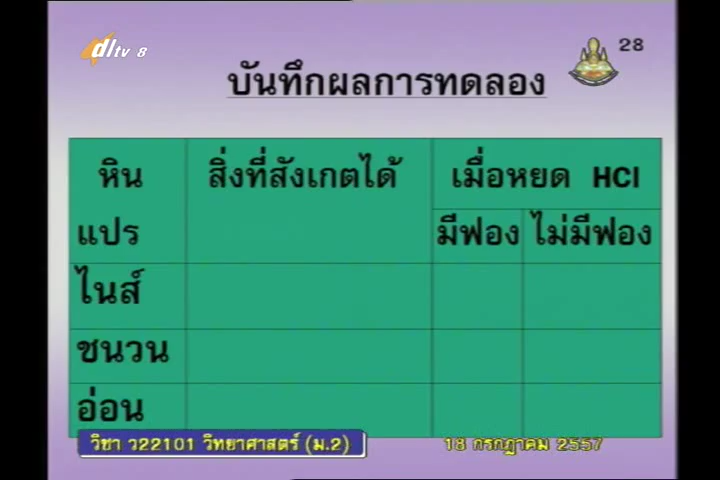 dltv 8
28
บันทึกผลการทดลอง
หิน สิ่งที่สังเกตได้ เมื่อหยด HCl
แปร มีฟอง ไม่มีฟอง
ไนส์
ชนวน
อ่อน
วิชา ว22101 วิทยาศาสตร์ (ม.2) 18 กรกฎาคม 2557